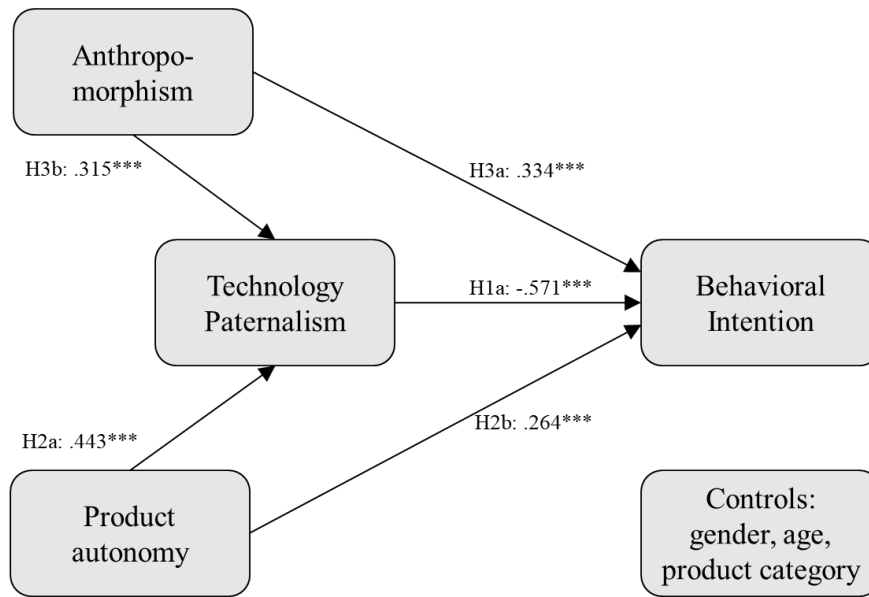 Anthropo-
morphism
H3b: .315***
H3a: .334***
Technology
Paternalism
H1a: -.571***
Behavioral
Intention
H2a: .443***
H2b: .264***
Product
autonomy
Controls:
gender, age,
product category